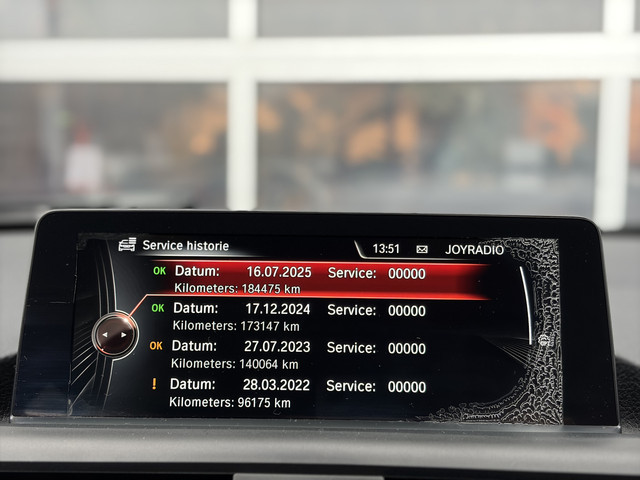 Service historie 13:51 JOYRADIO
OK Datum: 16.07.2025 Service: 00000
Kilometers: 184475 km
OK Datum: 17.12.2024 Service: 00000
Kilometers: 173147 km
OK Datum: 27.07.2023 Service: 00000
Kilometers: 140064 km
! Datum: 28.03.2022 Service: 00000
Kilometers: 96175 km